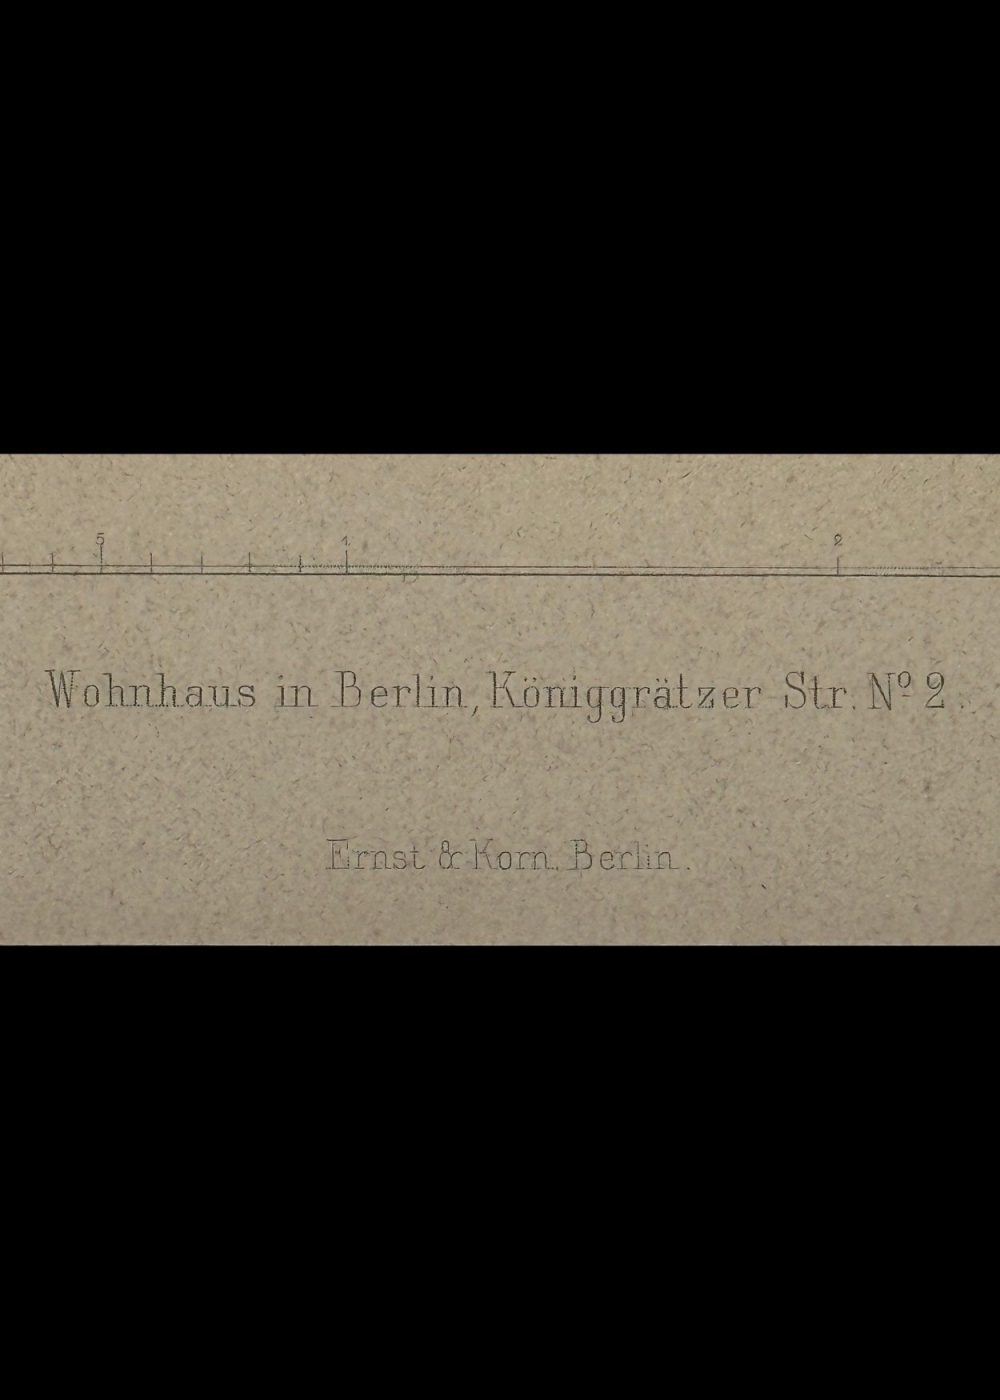 5 1 2
Wohnhaus in Berlin, Königgrätzer Str. Nº 2.
Ernst & Korn, Berlin.